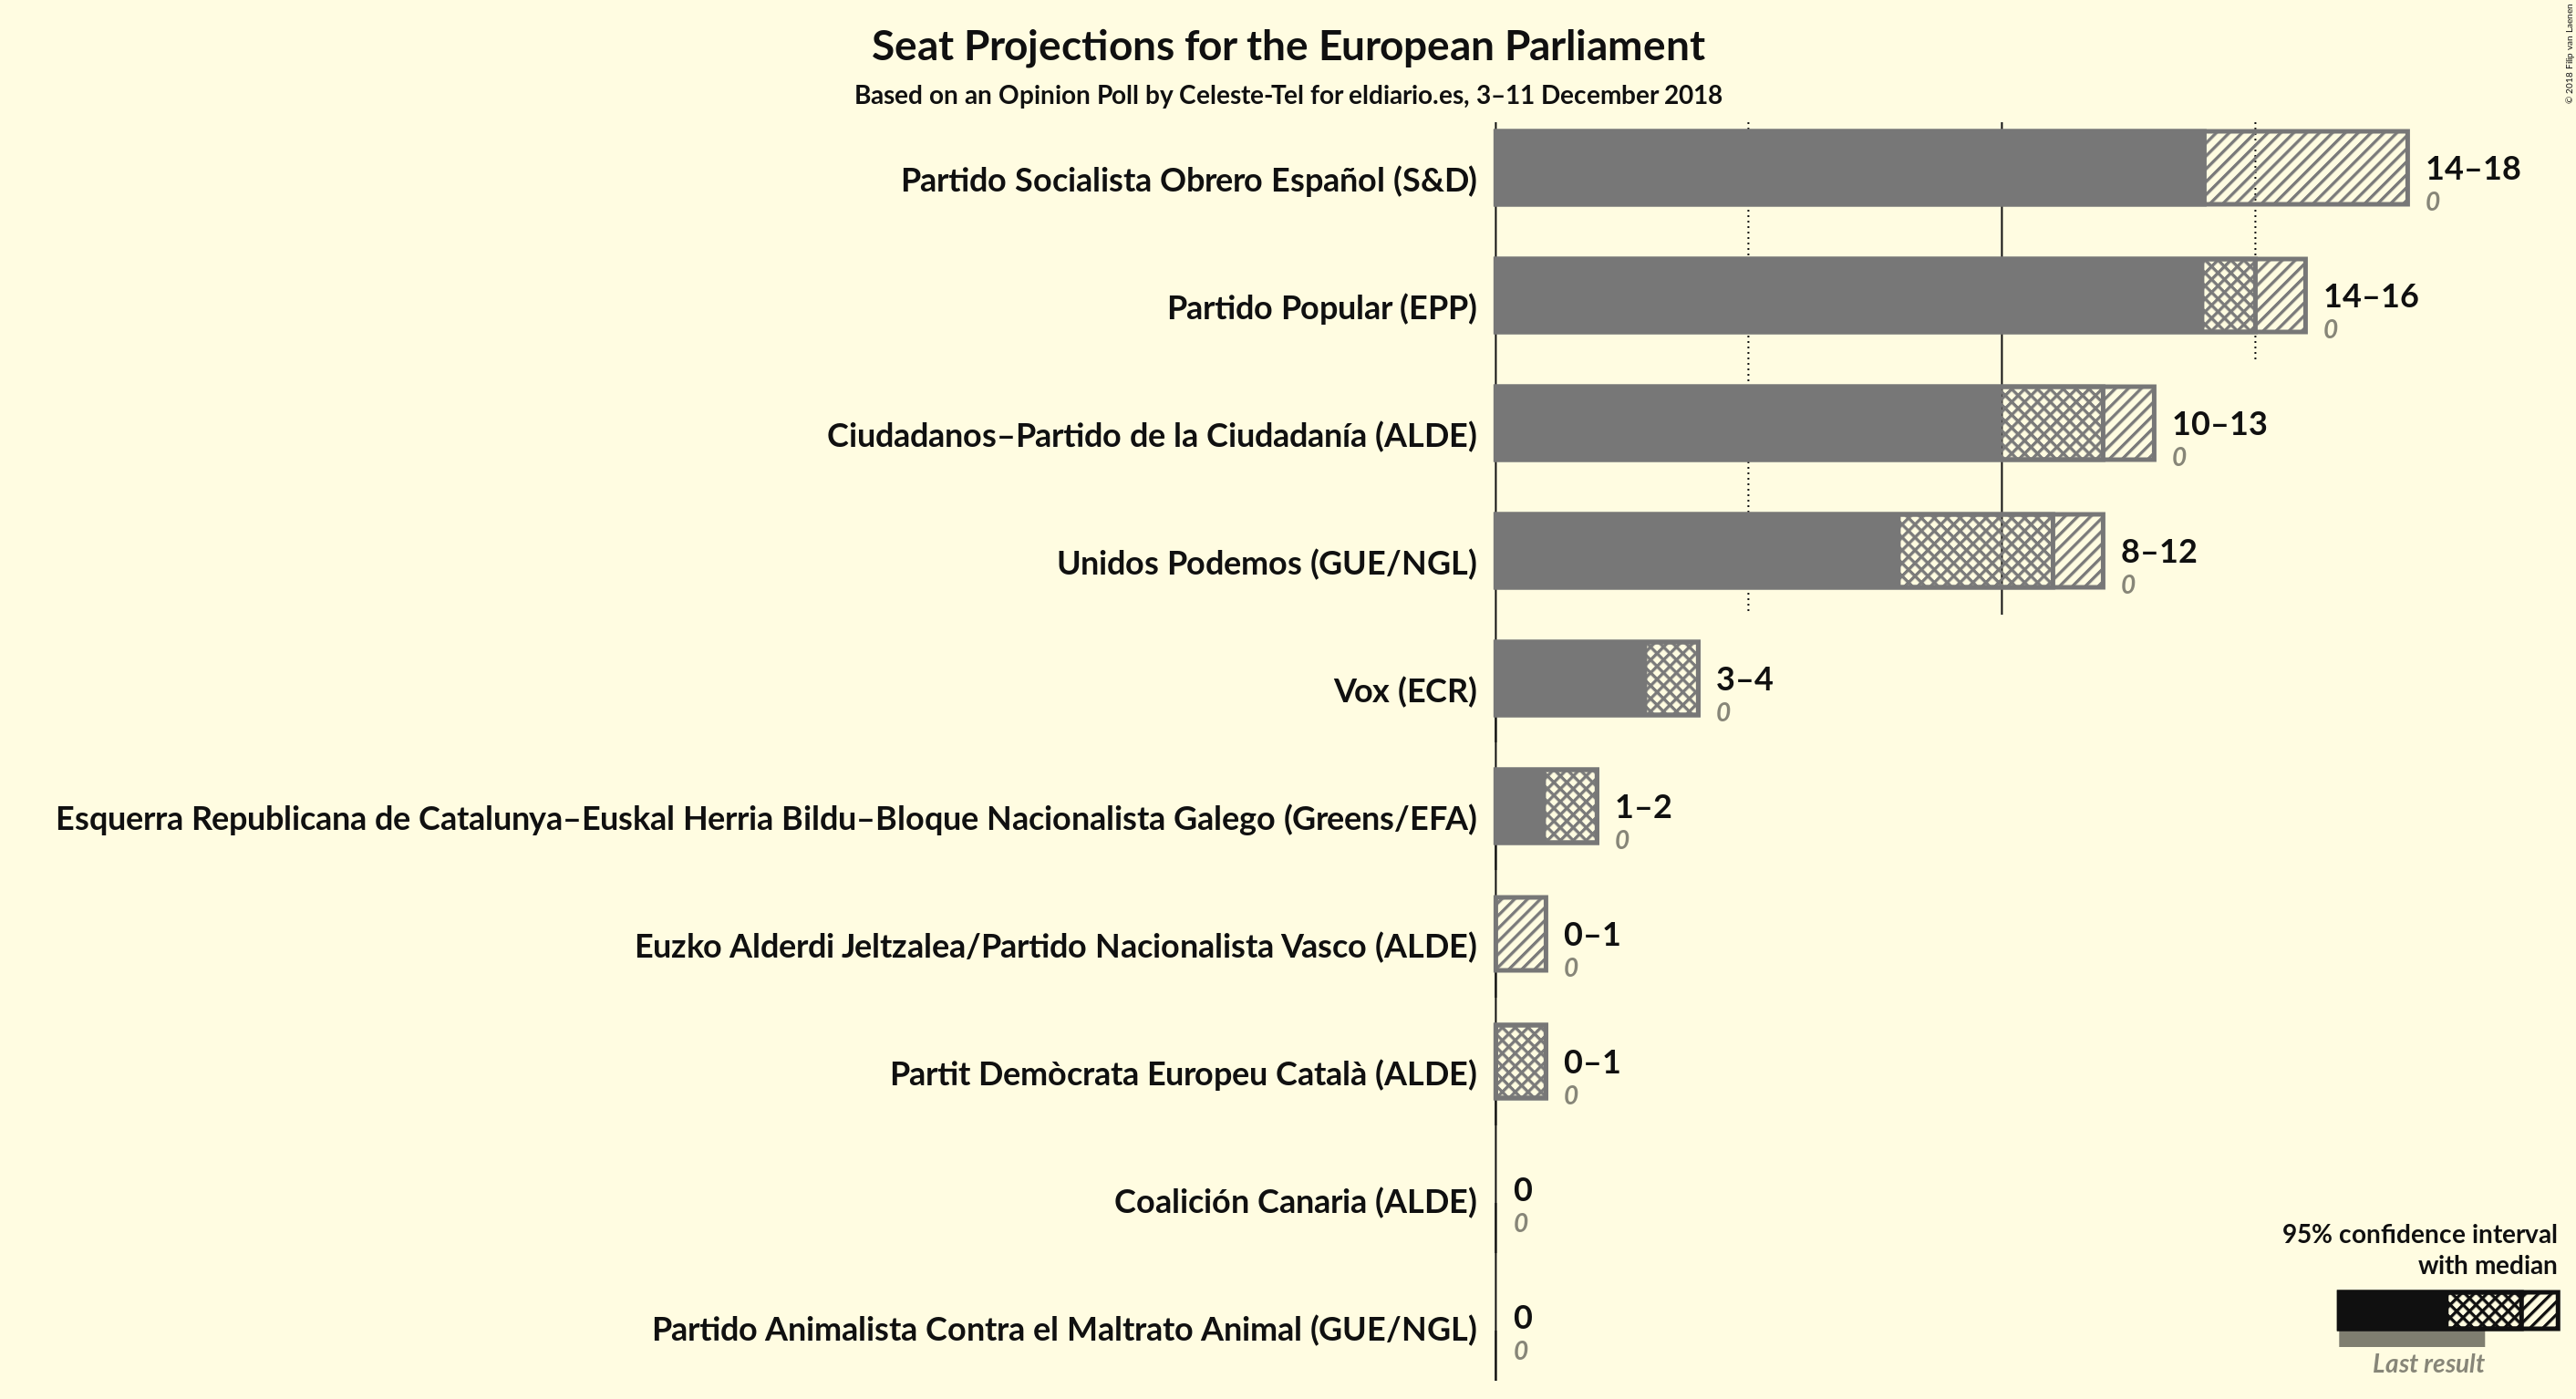 Seat Projections for the European Parliament
Based on an Opinion Poll by Celeste-Tel for eldiario.es, 3–11 December 2018
© 2018 Filip van Laenen
Partido Socialista Obrero Español (S&D)
14–18
0
Partido Popular (EPP)
14–16
0
Ciudadanos–Partido de la Ciudadanía (ALDE)
10–13
0
Unidos Podemos (GUE/NGL)
8–12
0
Vox (ECR)
3–4
0
Esquerra Republicana de Catalunya–Euskal Herria Bildu–Bloque Nacionalista Galego (Greens/EFA)
1–2
0
Euzko Alderdi Jeltzalea/Partido Nacionalista Vasco (ALDE)
0–1
0
Partit Demòcrata Europeu Català (ALDE)
0–1
0
Coalición Canaria (ALDE)
0
0
Partido Animalista Contra el Maltrato Animal (GUE/NGL)
0
0
95% confidence interval
with median
Last result